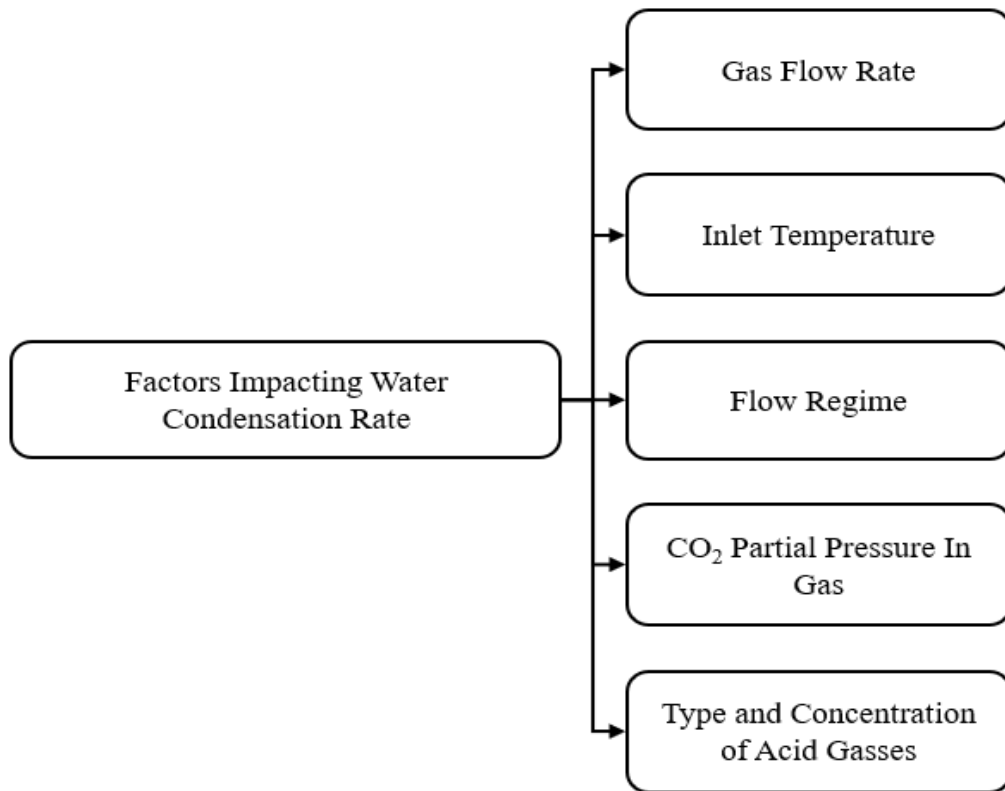 Gas Flow Rate
Inlet Temperature
Factors Impacting Water
Condensation Rate
Flow Regime
CO₂ Partial Pressure In
Gas
Type and Concentration
of Acid Gasses